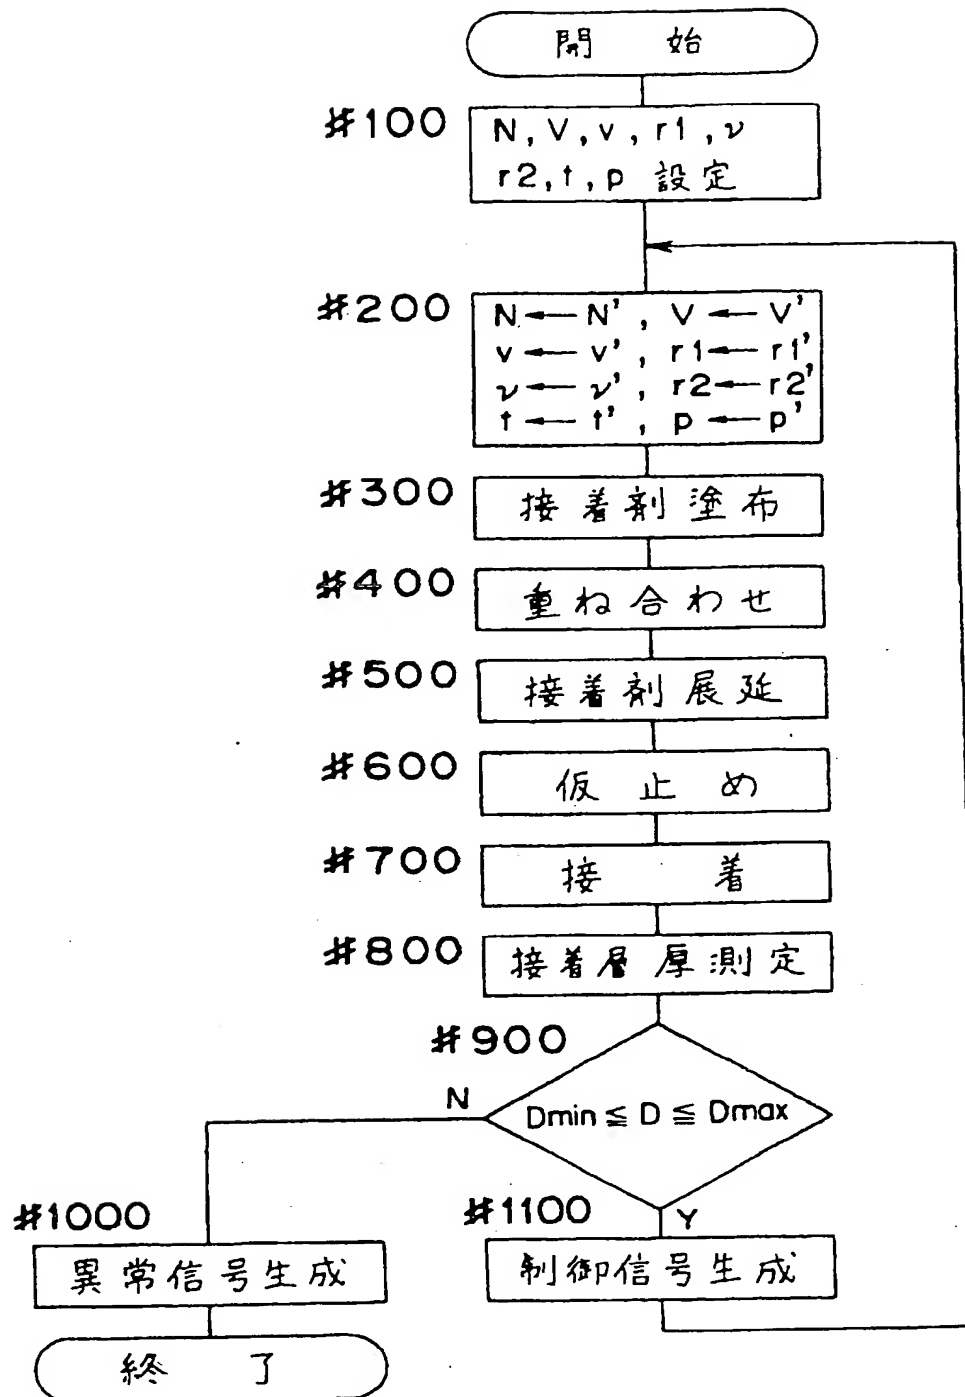 開始
#100
N, V, v, r1, ν
r2, t, p 設定
#200
N ← N', V ← V'
v ← v', r1 ← r1'
ν ← ν', r2 ← r2'
t ← t', p ← p'
#300
接着剤塗布
#400
重ね合わせ
#500
接着剤展延
#600
仮止め
#700
接着
#800
接着層厚測定
#900
N
Dmin ≦ D ≦ Dmax
#1000
#1100
Y
異常信号生成
制御信号生成
終了